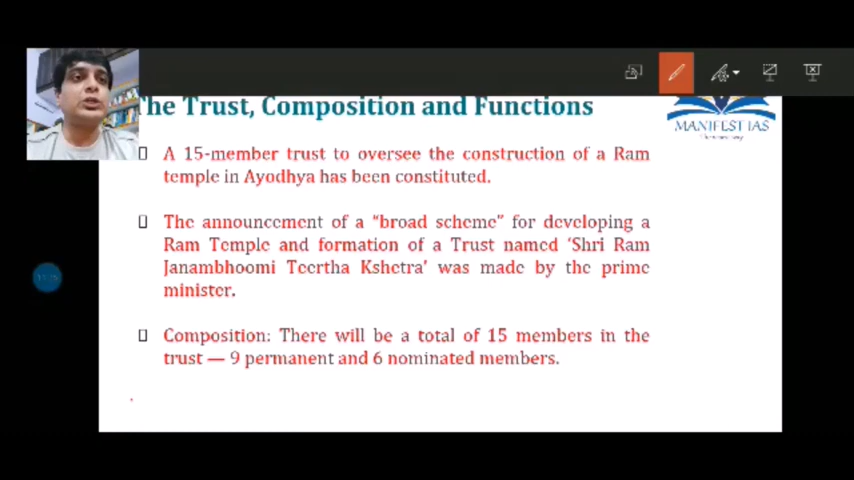 The Trust, Composition and Functions
MANIFEST IAS
A 15-member trust to oversee the construction of a Ram
temple in Ayodhya has been constituted.
The announcement of a “broad scheme” for developing a
Ram Temple and formation of a Trust named ‘Shri Ram
Janambhoomi Teertha Kshetra’ was made by the prime
minister.
Composition: There will be a total of 15 members in the
trust — 9 permanent and 6 nominated members.